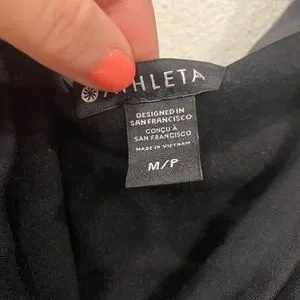 ATHLETA
DESIGNED IN
SAN FRANCISCO
CONÇU À
SAN FRANCISCO
MADE IN VIETNAM
M/P